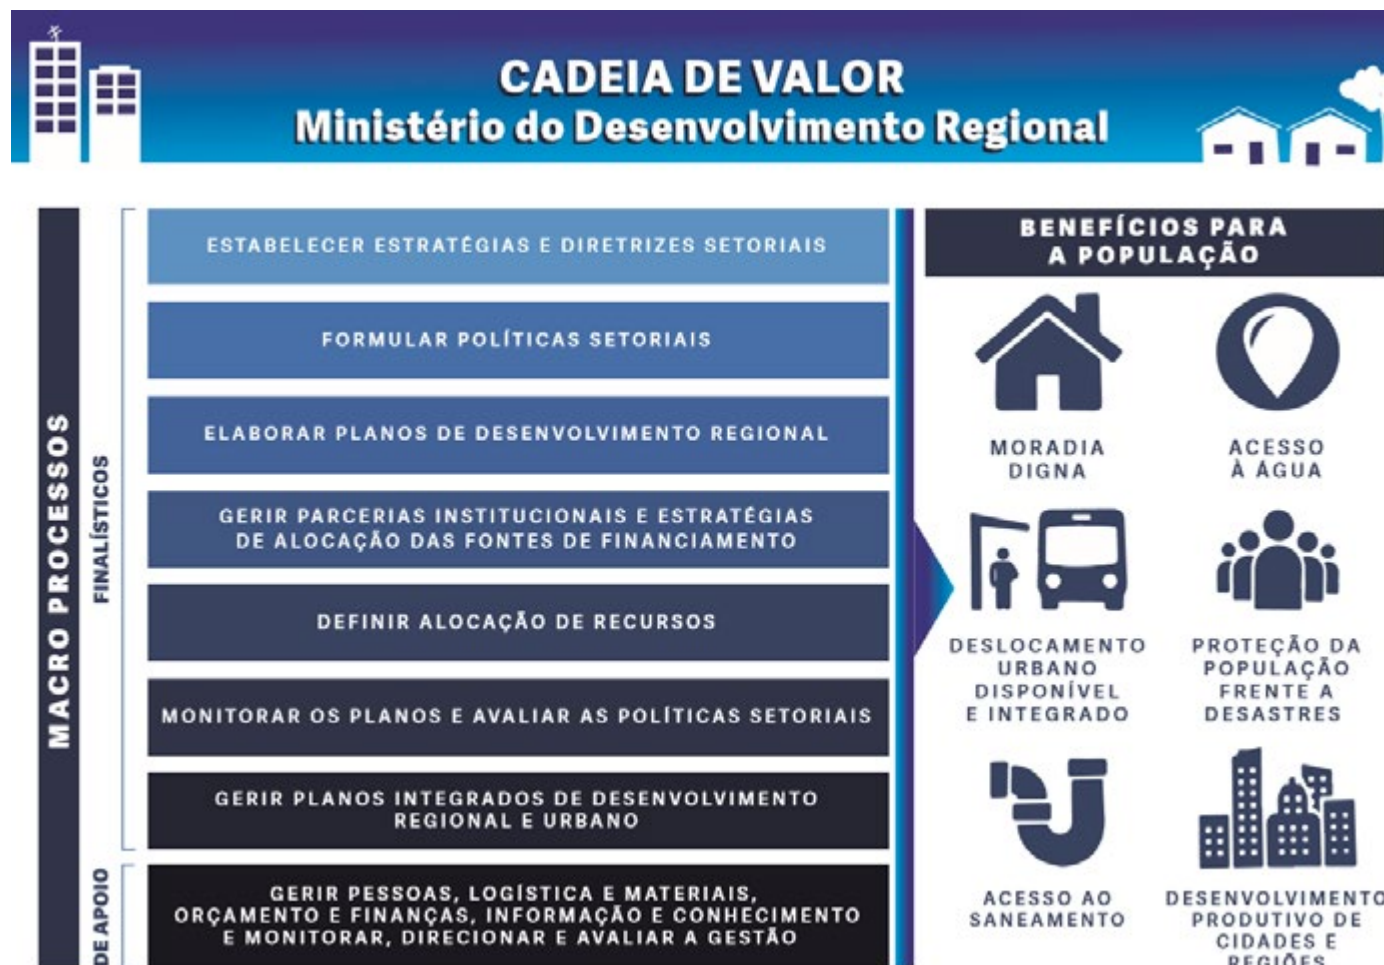 CADEIA DE VALOR
Ministério do Desenvolvimento Regional
MACRO PROCESSOS
FINALÍSTICOS
ESTABELECER ESTRATÉGIAS E DIRETRIZES SETORIAIS
FORMULAR POLÍTICAS SETORIAIS
ELABORAR PLANOS DE DESENVOLVIMENTO REGIONAL
GERIR PARCERIAS INSTITUCIONAIS E ESTRATÉGIAS
DE ALOCAÇÃO DAS FONTES DE FINANCIAMENTO
DEFINIR ALOCAÇÃO DE RECURSOS
MONITORAR OS PLANOS E AVALIAR AS POLÍTICAS SETORIAIS
GERIR PLANOS INTEGRADOS DE DESENVOLVIMENTO
REGIONAL E URBANO
DE APOIO
GERIR PESSOAS, LOGÍSTICA E MATERIAIS,
ORÇAMENTO E FINANÇAS, INFORMAÇÃO E CONHECIMENTO
E MONITORAR, DIRECIONAR E AVALIAR A GESTÃO
BENEFÍCIOS PARA
A POPULAÇÃO
MORADIA
DIGNA
ACESSO
À ÁGUA
DESLOCAMENTO
URBANO
DISPONÍVEL
E INTEGRADO
PROTEÇÃO DA
POPULAÇÃO
FRENTE A
DESASTRES
ACESSO AO
SANEAMENTO
DESENVOLVIMENTO
PRODUTIVO DE
CIDADES E
REGIÕES